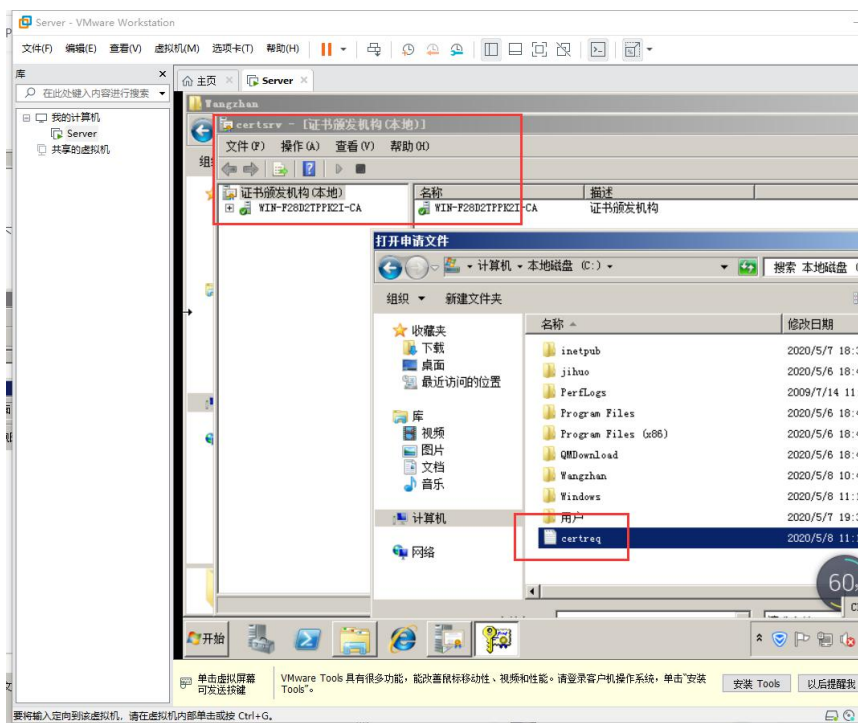 Server - VMware Workstation
文件(F) 编辑(E) 查看(V) 虚拟机(M) 选项卡(T) 帮助(H)
库
在此处键入内容进行搜索
我的计算机
Server
共享的虚拟机
主页
Server
Wangzhan
certsrv - [证书颁发机构(本地)]
文件(F) 操作(A) 查看(V) 帮助(H)
证书颁发机构(本地)
WIN-F28D2TPPK2I-CA
名称 描述
WIN-F28D2TPPK2I-CA 证书颁发机构
打开申请文件
计算机 本地磁盘 (C:)
搜索 本地磁盘 (
组织 新建文件夹
收藏夹
下载
桌面
最近访问的位置
库
视频
图片
文档
音乐
计算机
网络
名称 修改日期
inetpub 2020/5/7 18:
jihuo 2020/5/6 18:
PerfLogs 2009/7/14 11
Program Files 2020/5/6 18:
Program Files (x86) 2020/5/6 18:
QMDownload 2020/5/6 18:
Wangzhan 2020/5/8 10:
Windows 2020/5/8 11:
用户 2020/5/7 19:
certreq 2020/5/8 11:
60
开始
单击虚拟屏幕
可发送按键
VMware Tools 具有很多功能，能改善鼠标移动性、视频和性能。请登录客户机操作系统，单击“安装
Tools”。
安装 Tools
以后提醒我
要将输入定向到该虚拟机，请在虚拟机内部单击或按 Ctrl+G。